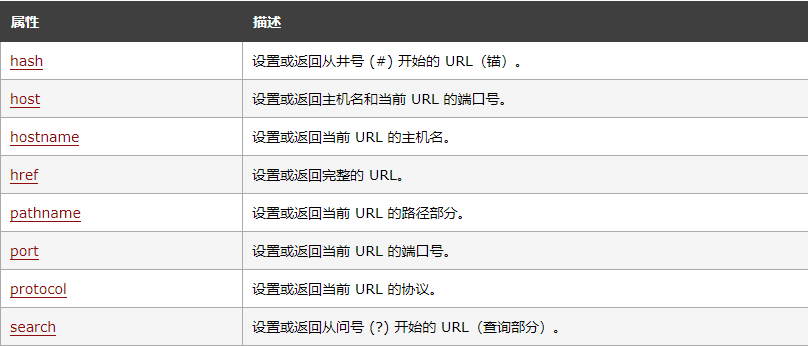 属性 描述
hash 设置或返回从井号 (#) 开始的 URL（锚）。
host 设置或返回主机名和当前 URL 的端口号。
hostname 设置或返回当前 URL 的主机名。
href 设置或返回完整的 URL。
pathname 设置或返回当前 URL 的路径部分。
port 设置或返回当前 URL 的端口号。
protocol 设置或返回当前 URL 的协议。
search 设置或返回从问号 (?) 开始的 URL（查询部分）。